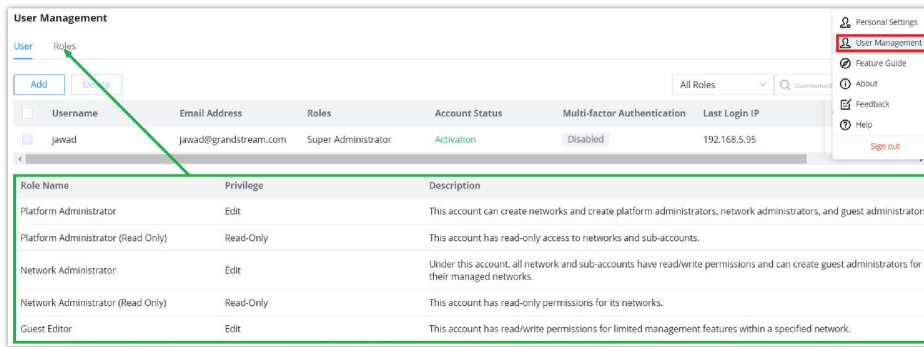 User Management
Personal Settings
User Management
User Roles
Feature Guide
Add Delete
All Roles
About
Username Email Address Roles Account Status Multi-factor Authentication Last Login IP
Feedback
Help
jawad jawad@grandstream.com Super Administrator Activation Disabled 192.168.5.95
Sign out
Role Name Privilege Description
Platform Administrator Edit This account can create networks and create platform administrators, network administrators, and guest administrators
Platform Administrator (Read Only) Read-Only This account has read-only access to networks and sub-accounts.
Network Administrator Edit Under this account, all network and sub-accounts have read/write permissions and can create guest administrators for
their managed networks.
Network Administrator (Read Only) Read-Only This account has read-only permissions for its networks.
Guest Editor Edit This account has read/write permissions for limited management features within a specified network.